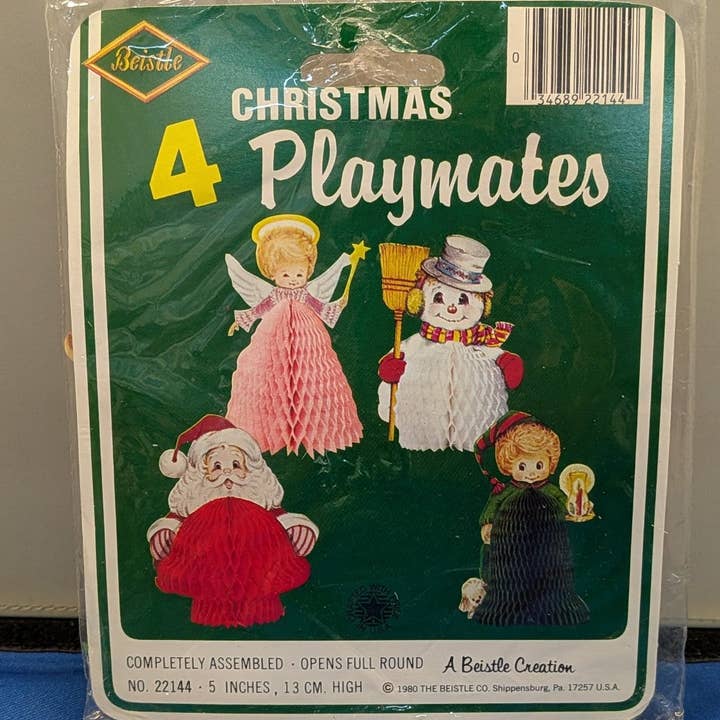 Beistle
0
34689 22144
CHRISTMAS
4 Playmates
COMPLETELY ASSEMBLED · OPENS FULL ROUND
A Beistle Creation
NO. 22144 · 5 INCHES, 13 CM. HIGH
© 1980 THE BEISTLE CO. Shippensburg, Pa. 17257 U.S.A.